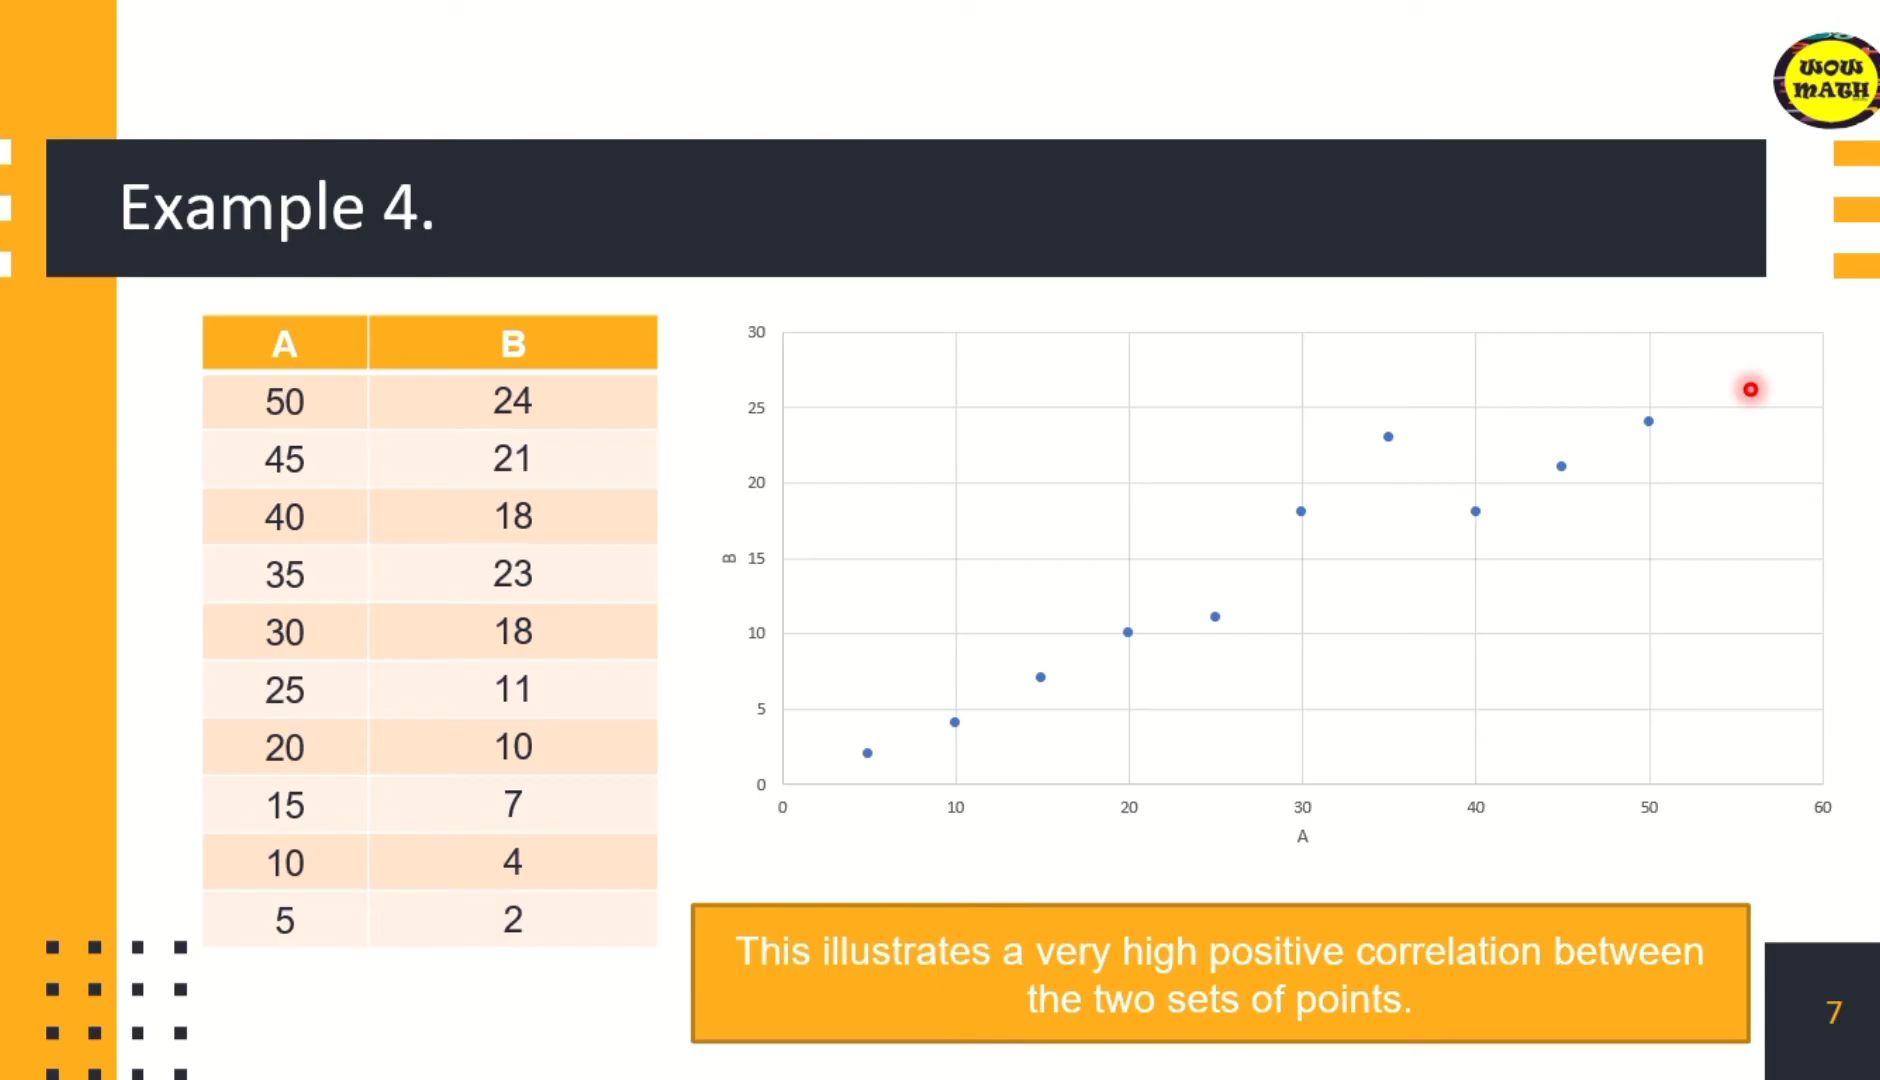 WOW
MATH
Example 4.
A B
50 24
45 21
40 18
35 23
30 18
25 11
20 10
15 7
10 4
5 2
30
25
20
B 15
10
5
0
0 10 20 30 40 50 60
A
This illustrates a very high positive correlation between
the two sets of points.
7